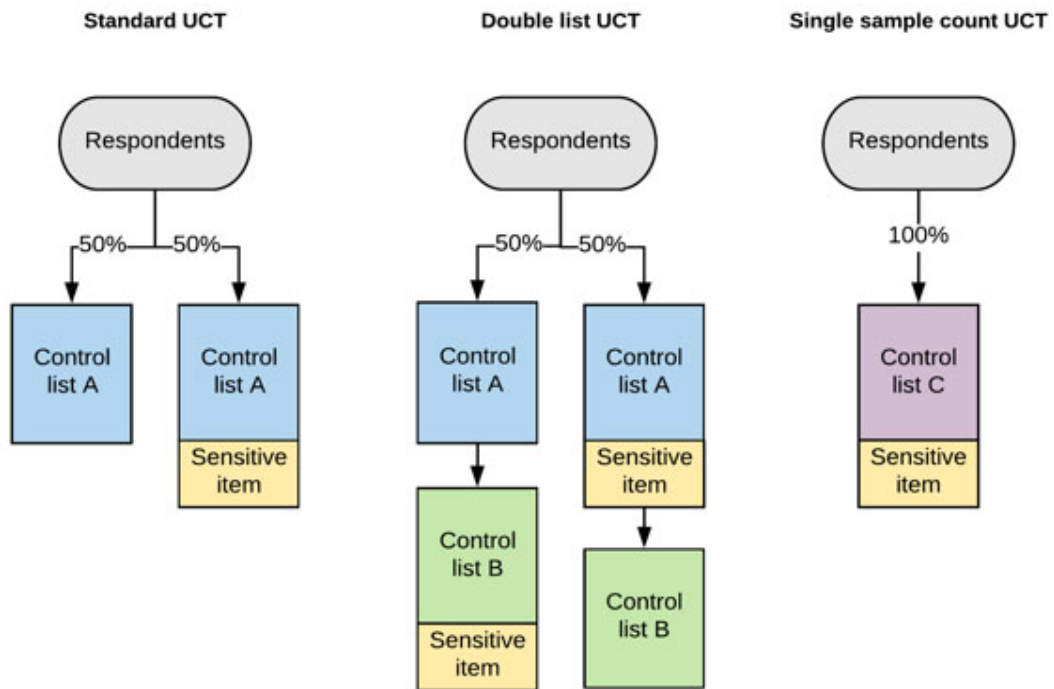 Standard UCT
Double list UCT
Single sample count UCT
Respondents
Respondents
Respondents
50%
50%
50%
50%
100%
Control
list A
Control
list A
Sensitive
item
Control
list A
Control
list B
Sensitive
item
Control
list A
Sensitive
item
Control
list B
Control
list C
Sensitive
item